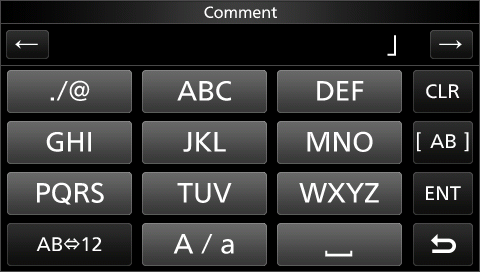 Comment
← ⌟ →
./@ ABC DEF CLR
GHI JKL MNO [ AB ]
PQRS TUV WXYZ ENT
AB⇔12 A / a